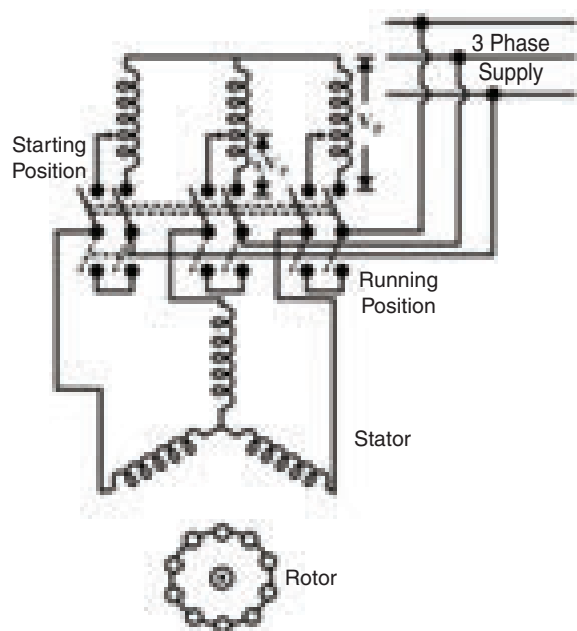 3 Phase
Supply
Starting
Position
Running
Position
Stator
Rotor